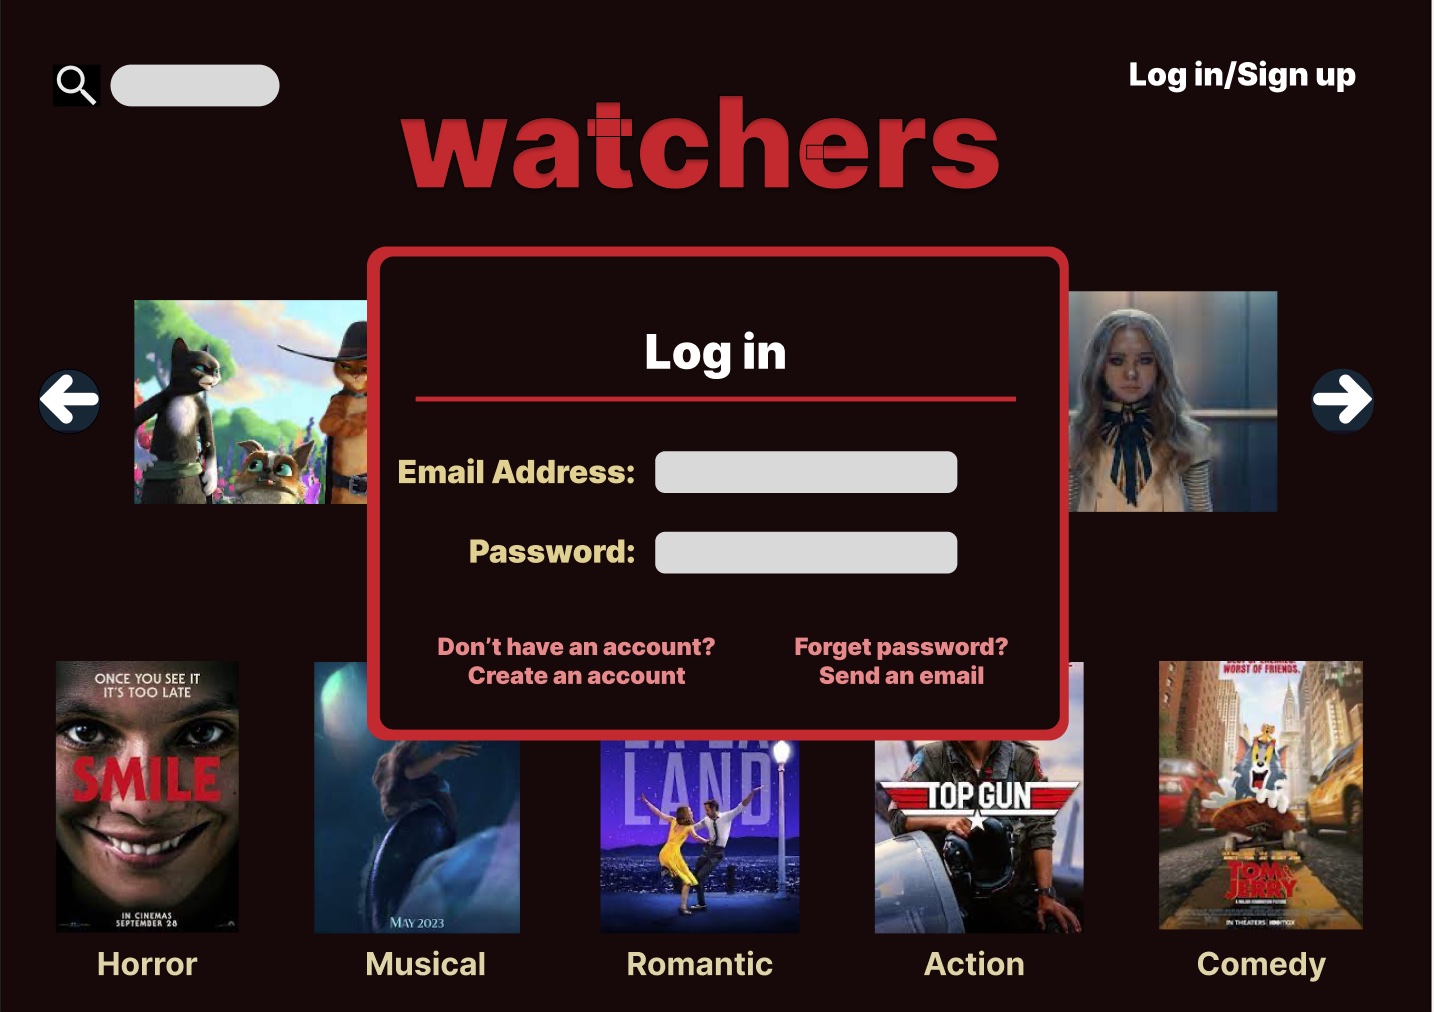 Log in/Sign up
watchers
Log in
Email Address:
Password:
Don't have an account?
Create an account
Forget password?
Send an email
ONCE YOU SEE IT
IT'S TOO LATE
SMILE
IN CINEMAS
SEPTEMBER 28
MAY 2023
LAND
TOP GUN
WORST OF FRIENDS.
TOM &
JERRY
IN THEATERS HBOMAX
Horror
Musical
Romantic
Action
Comedy